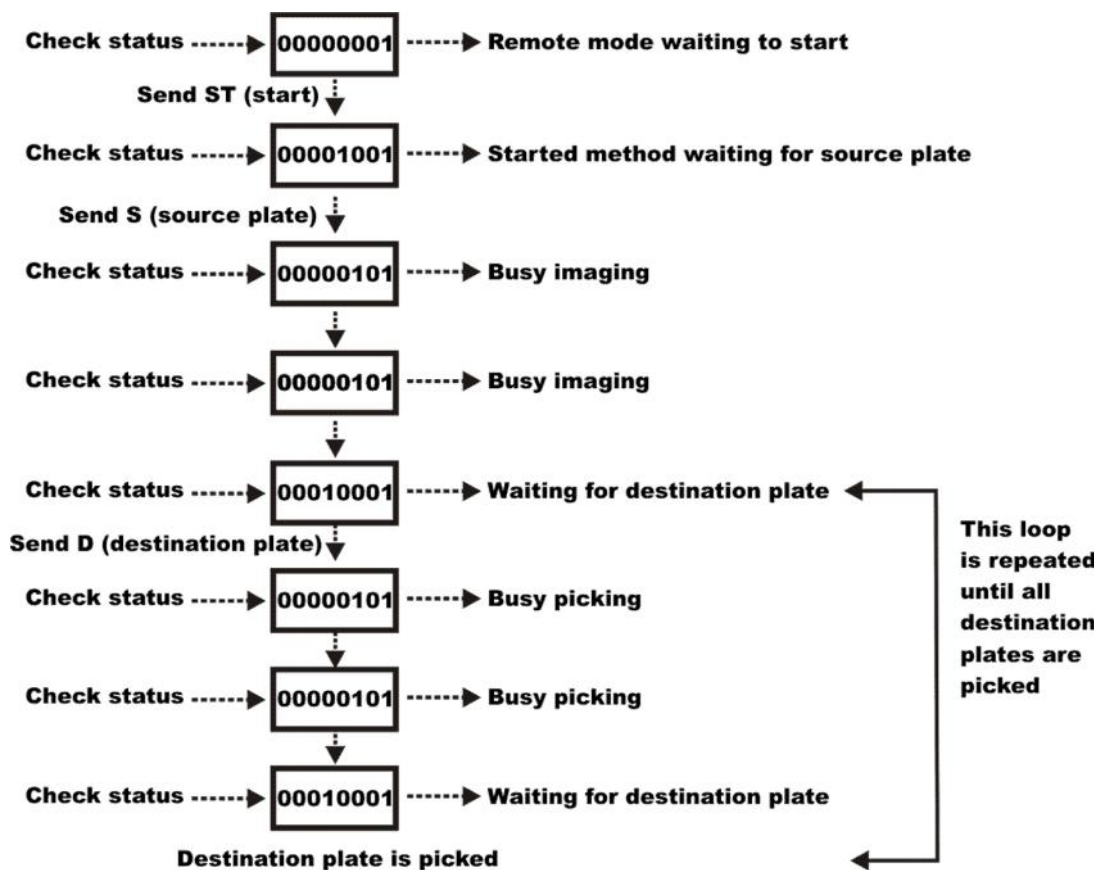 Check status 00000001 Remote mode waiting to start
Send ST (start)
Check status 00001001 Started method waiting for source plate
Send S (source plate)
Check status 00000101 Busy imaging
Check status 00000101 Busy imaging
Check status 00010001 Waiting for destination plate
Send D (destination plate)
Check status 00000101 Busy picking
Check status 00000101 Busy picking
Check status 00010001 Waiting for destination plate
Destination plate is picked
This loop
is repeated
until all
destination
plates are
picked